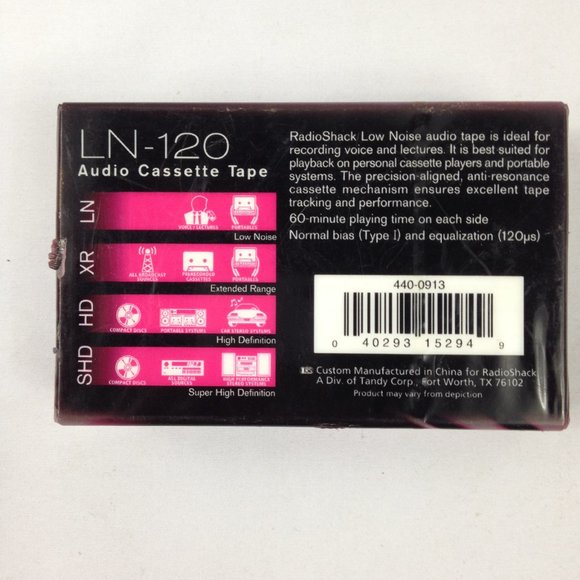 LN-120
Audio Cassette Tape
LN
VOICE / LECTURES
PORTABLES
Low Noise
XR
ALL BROADCAST SOURCES
PRERECORDED CASSETTES
PORTABLES
Extended Range
HD
COMPACT DISCS
PORTABLE SYSTEMS
CAR STEREO SYSTEMS
High Definition
SHD
COMPACT DISCS
ALL DIGITAL SOURCES
HIGH PERFORMANCE STEREO SYSTEMS
Super High Definition
RadioShack Low Noise audio tape is ideal for
recording voice and lectures. It is best suited for
playback on personal cassette players and portable
systems. The precision-aligned, anti-resonance
cassette mechanism ensures excellent tape
tracking and performance.
60-minute playing time on each side
Normal bias (Type I) and equalization (120µs)
440-0913
0 40293 15294 9
Custom Manufactured in China for RadioShack
A Div. of Tandy Corp., Fort Worth, TX 76102
Product may vary from depiction